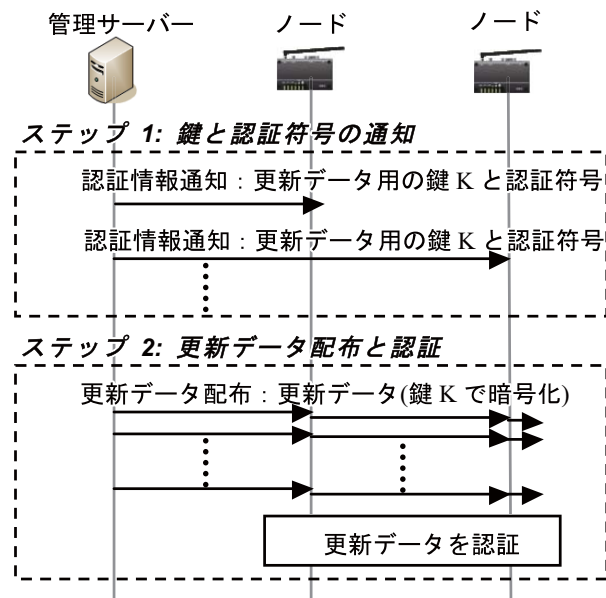 管理サーバー ノード ノード
ステップ 1: 鍵と認証符号の通知
認証情報通知：更新データ用の鍵 K と認証符号
認証情報通知：更新データ用の鍵 K と認証符号
ステップ 2: 更新データ配布と認証
更新データ配布：更新データ(鍵 K で暗号化)
更新データを認証